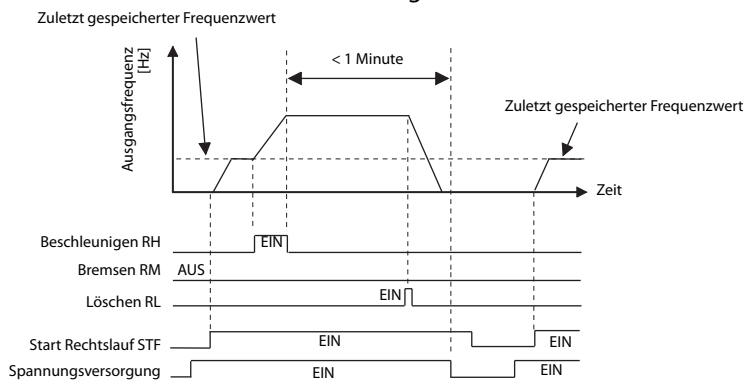 Zuletzt gespeicherter Frequenzwert
Ausgangsfrequenz
[Hz]
< 1 Minute
Zuletzt gespeicherter Frequenzwert
Zeit
Beschleunigen RH
EIN
Bremsen RM
AUS
Löschen RL
EIN
Start Rechtslauf STF
EIN
EIN
Spannungsversorgung
EIN
EIN